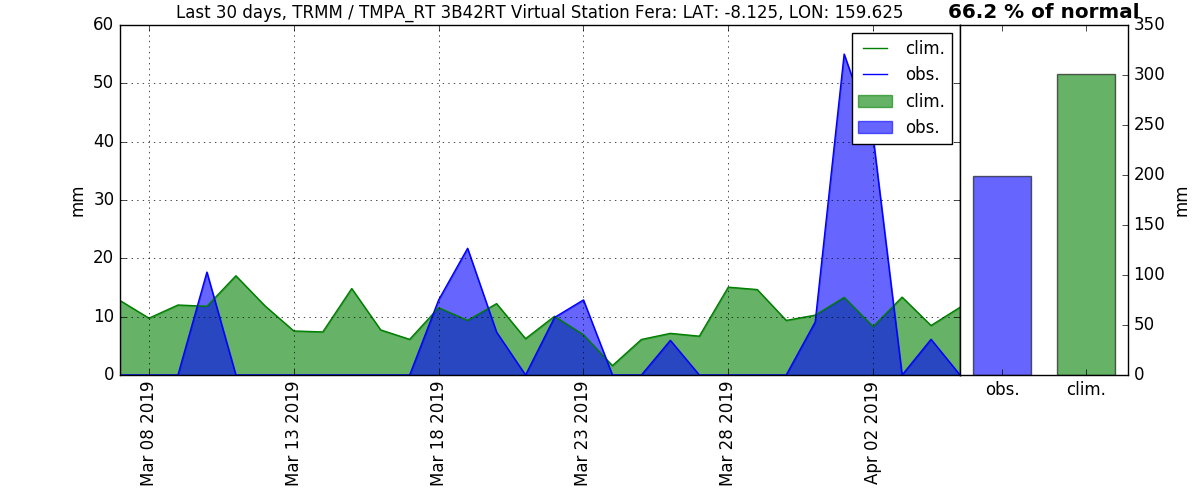 Last 30 days, TRMM / TMPA_RT 3B42RT Virtual Station Fera: LAT: -8.125, LON: 159.625
66.2 % of normal
60
50
40
30
20
10
0
mm
clim.
obs.
clim.
obs.
Mar 08 2019
Mar 13 2019
Mar 18 2019
Mar 23 2019
Mar 28 2019
Apr 02 2019
350
300
250
200
150
100
50
0
mm
obs.
clim.